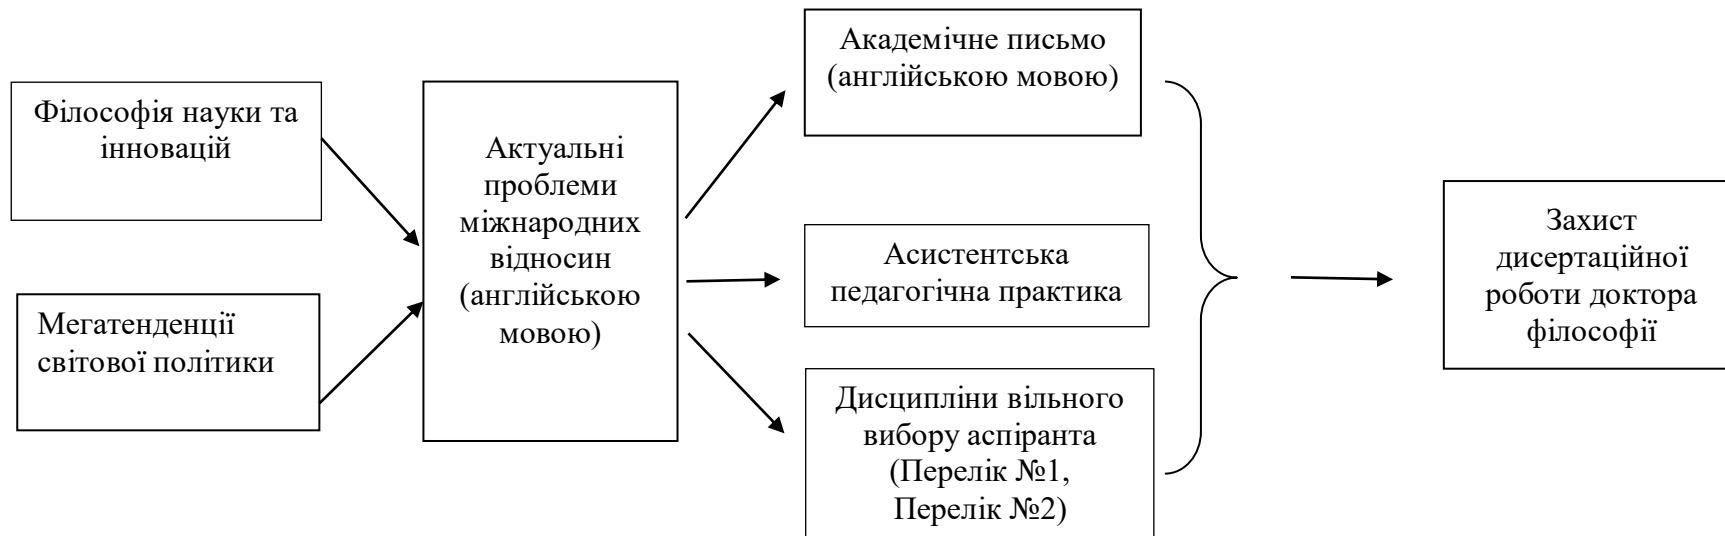 Філософія науки та
інновацій
Мегатенденції
світової політики
Актуальні
проблеми
міжнародних
відносин
(англійською
мовою)
Академічне письмо
(англійською мовою)
Асистентська
педагогічна практика
Дисципліни вільного
вибору аспіранта
(Перелік №1,
Перелік №2)
Захист
дисертаційної
роботи доктора
філософії